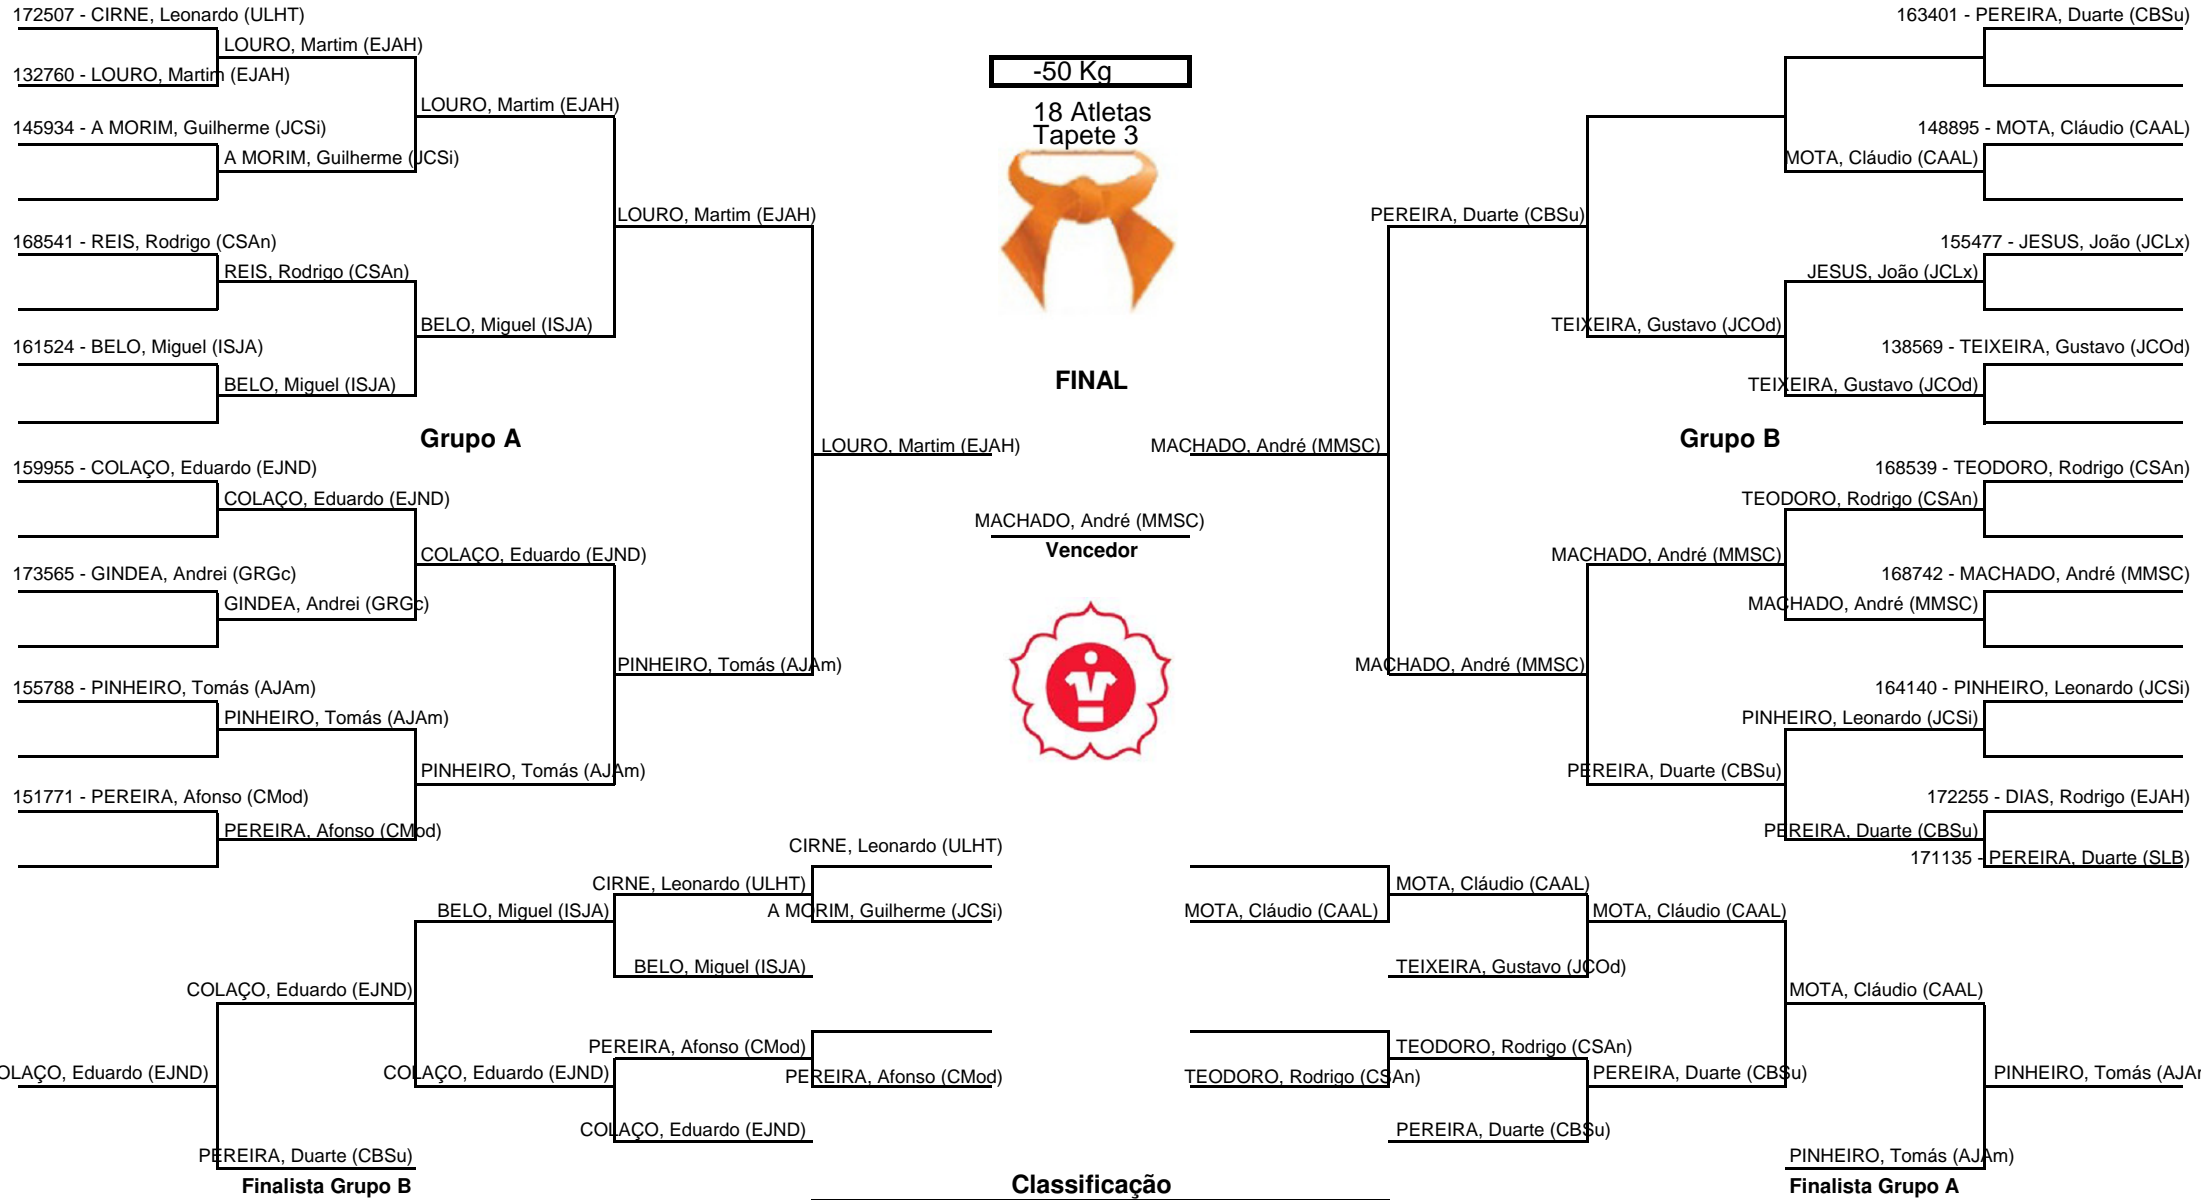 172507 - CIRNE, Leonardo (ULHT)
LOURO, Martim (EJAH)
132760 - LOURO, Martim (EJAH)
LOURO, Martim (EJAH)
145934 - A MORIM, Guilherme (JCSi)
A MORIM, Guilherme (JCSi)
LOURO, Martim (EJAH)
168541 - REIS, Rodrigo (CSAn)
REIS, Rodrigo (CSAn)
BELO, Miguel (ISJA)
161524 - BELO, Miguel (ISJA)
BELO, Miguel (ISJA)
Grupo A
LOURO, Martim (EJAH)
159955 - COLAÇO, Eduardo (EJND)
COLAÇO, Eduardo (EJND)
COLAÇO, Eduardo (EJND)
173565 - GINDEA, Andrei (GRGc)
GINDEA, Andrei (GRGc)
PINHEIRO, Tomás (AJAm)
155788 - PINHEIRO, Tomás (AJAm)
PINHEIRO, Tomás (AJAm)
PINHEIRO, Tomás (AJAm)
151771 - PEREIRA, Afonso (CMod)
PEREIRA, Afonso (CMod)
-50 Kg
18 Atletas
Tapete 3
FINAL
MACHADO, André (MMSC)
Vencedor
163401 - PEREIRA, Duarte (CBSu)
148895 - MOTA, Cláudio (CAAL)
MOTA, Cláudio (CAAL)
PEREIRA, Duarte (CBSu)
155477 - JESUS, João (JCLx)
JESUS, João (JCLx)
TEIXEIRA, Gustavo (JCOd)
138569 - TEIXEIRA, Gustavo (JCOd)
TEIXEIRA, Gustavo (JCOd)
Grupo B
MACHADO, André (MMSC)
168539 - TEODORO, Rodrigo (CSAn)
TEODORO, Rodrigo (CSAn)
MACHADO, André (MMSC)
168742 - MACHADO, André (MMSC)
MACHADO, André (MMSC)
MACHADO, André (MMSC)
164140 - PINHEIRO, Leonardo (JCSi)
PINHEIRO, Leonardo (JCSi)
PEREIRA, Duarte (CBSu)
172255 - DIAS, Rodrigo (EJAH)
PEREIRA, Duarte (CBSu)
171135 - PEREIRA, Duarte (SLB)
CIRNE, Leonardo (ULHT)
CIRNE, Leonardo (ULHT)
BELO, Miguel (ISJA)
A MORIM, Guilherme (JCSi)
BELO, Miguel (ISJA)
COLAÇO, Eduardo (EJND)
PEREIRA, Afonso (CMod)
OLAÇO, Eduardo (EJND)
COLAÇO, Eduardo (EJND)
PEREIRA, Afonso (CMod)
COLAÇO, Eduardo (EJND)
PEREIRA, Duarte (CBSu)
Finalista Grupo B
MOTA, Cláudio (CAAL)
MOTA, Cláudio (CAAL)
MOTA, Cláudio (CAAL)
TEIXEIRA, Gustavo (JCOd)
MOTA, Cláudio (CAAL)
TEODORO, Rodrigo (CSAn)
TEODORO, Rodrigo (CSAn)
PEREIRA, Duarte (CBSu)
PINHEIRO, Tomás (AJA
PEREIRA, Duarte (CBSu)
PINHEIRO, Tomás (AJAm)
Finalista Grupo A
Classificação